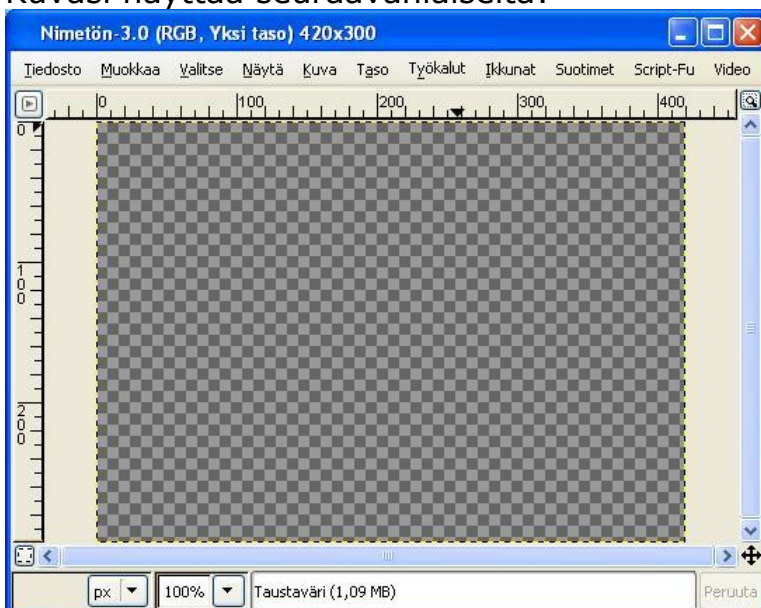 Kuvasi näyttää seuraavanlaiselta:
Nimetön-3.0 (RGB, Yksi taso) 420x300
Tiedosto Muokkaa Valitse Näytä Kuva Taso Työkalut Ikkunat Suotimet Script-Fu Video
0 100 200 300 400
0
100
200
px 100% Taustaväri (1,09 MB) Peruuta